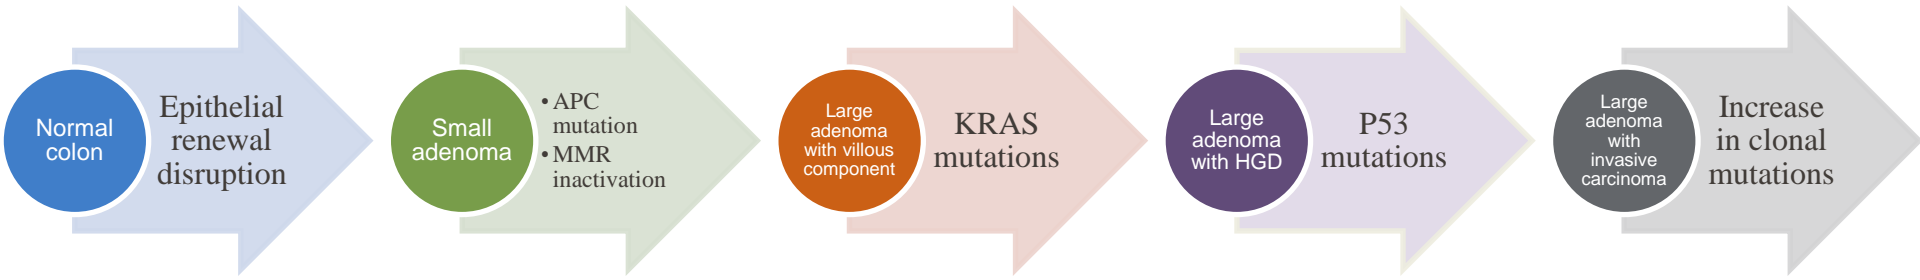 Normal
colon
Epithelial
renewal
disruption
Small
adenoma
• APC
mutation
• MMR
inactivation
Large
adenoma
with villous
component
KRAS
mutations
Large
adenoma
with HGD
P53
mutations
Large
adenoma
with
invasive
carcinoma
Increase
in clonal
mutations